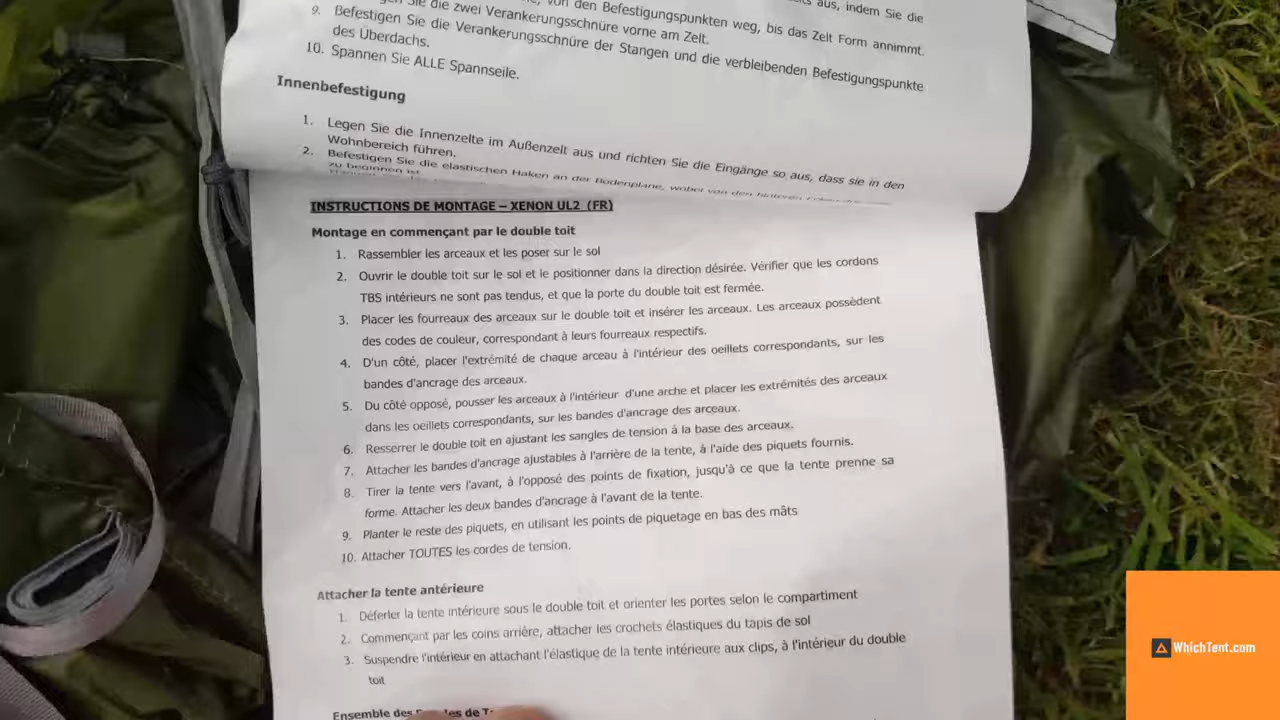 aus, indem Sie die
von den Befestigungspunkten weg, bis das Zelt Form annimmt.
Sie die zwei Verankerungsschnüre vorne am Zelt.
9. Befestigen Sie die Verankerungsschnüre der Stangen und die verbleibenden Befestigungspunkte
des Überdachs.
10. Spannen Sie ALLE Spannseile.
Innenbefestigung
1. Legen Sie die Innenzelte im Außenzelt aus und richten Sie die Eingänge so aus, dass sie in den
Wohnbereich führen.
2. Befestigen Sie die elastischen Haken an der Bodenplane, wobei von den hinteren
zu beginnen ist.
INSTRUCTIONS DE MONTAGE – XENON UL2 (FR)
Montage en commençant par le double toit
1. Rassembler les arceaux et les poser sur le sol
2. Ouvrir le double toit sur le sol et le positionner dans la direction désirée. Vérifier que les cordons
TBS intérieurs ne sont pas tendus, et que la porte du double toit est fermée.
3. Placer les fourreaux des arceaux sur le double toit et insérer les arceaux. Les arceaux possèdent
des codes de couleur, correspondant à leurs fourreaux respectifs.
4. D'un côté, placer l'extrémité de chaque arceau à l'intérieur des oeillets correspondants, sur les
bandes d'ancrage des arceaux.
5. Du côté opposé, pousser les arceaux à l'intérieur d'une arche et placer les extrémités des arceaux
dans les oeillets correspondants, sur les bandes d'ancrage des arceaux.
6. Resserrer le double toit en ajustant les sangles de tension á la base des arceaux.
7. Attacher les bandes d'ancrage ajustables à l'arrière de la tente, à l'aide des piquets fournis.
8. Tirer la tente vers l'avant, à l'opposé des points de fixation, jusqu'à ce que la tente prenne sa
forme. Attacher les deux bandes d'ancrage à l'avant de la tente.
9. Planter le reste des piquets, en utilisant les points de piquetage en bas des mâts
10. Attacher TOUTES les cordes de tension.
Attacher la tente antérieure
1. Déferler la tente intérieure sous le double toit et orienter les portes selon le compartiment
2. Commençant par les coins arrière, attacher les crochets élastiques du tapis de sol
3. Suspendre l'intérieur en attachant l'élastique de la tente intérieure aux clips, à l'intérieur du double
toit
Ensemble des
WhichTent.com